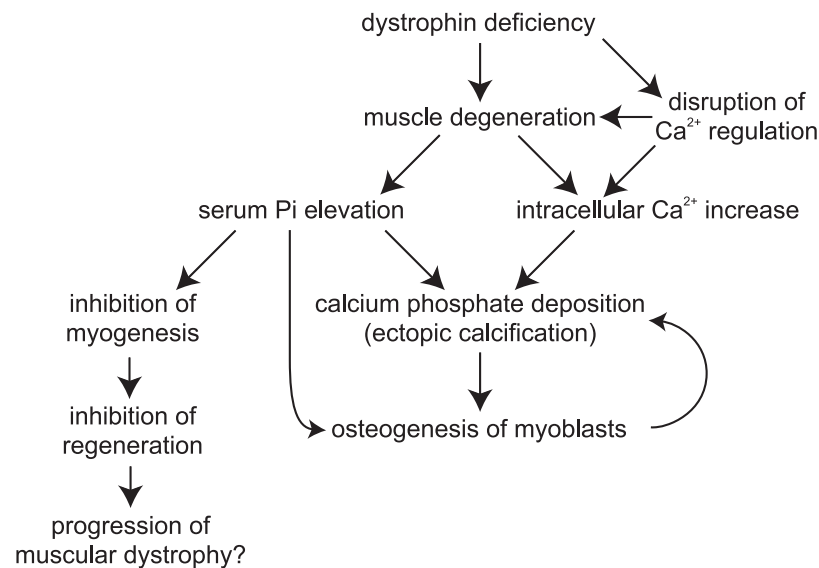 dystrophin deficiency
muscle degeneration
disruption of
Ca²⁺ regulation
serum Pi elevation
intracellular Ca²⁺ increase
inhibition of
myogenesis
calcium phosphate deposition
(ectopic calcification)
inhibition of
regeneration
osteogenesis of myoblasts
progression of
muscular dystrophy?